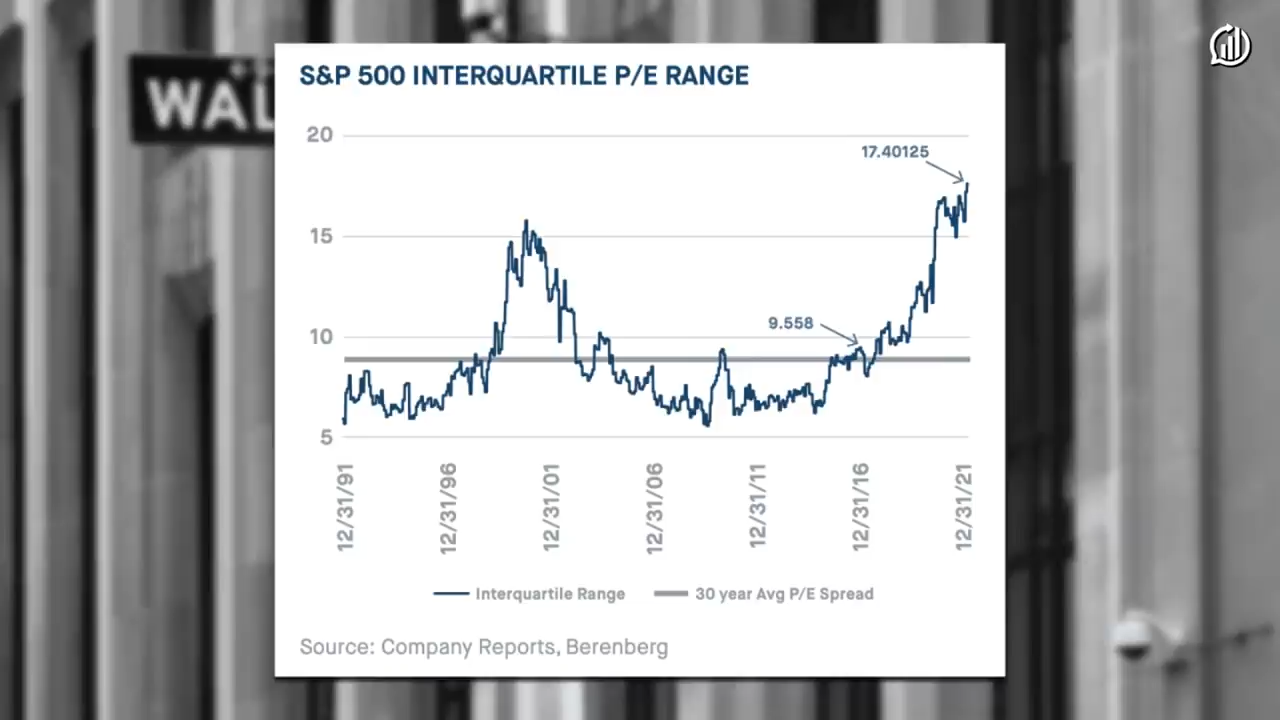 WAL
S&P 500 INTERQUARTILE P/E RANGE
20
17.40125
15
9.558
10
5
12/31/91
12/31/96
12/31/01
12/31/06
12/31/11
12/31/16
12/31/21
Interquartile Range
30 year Avg P/E Spread
Source: Company Reports, Berenberg